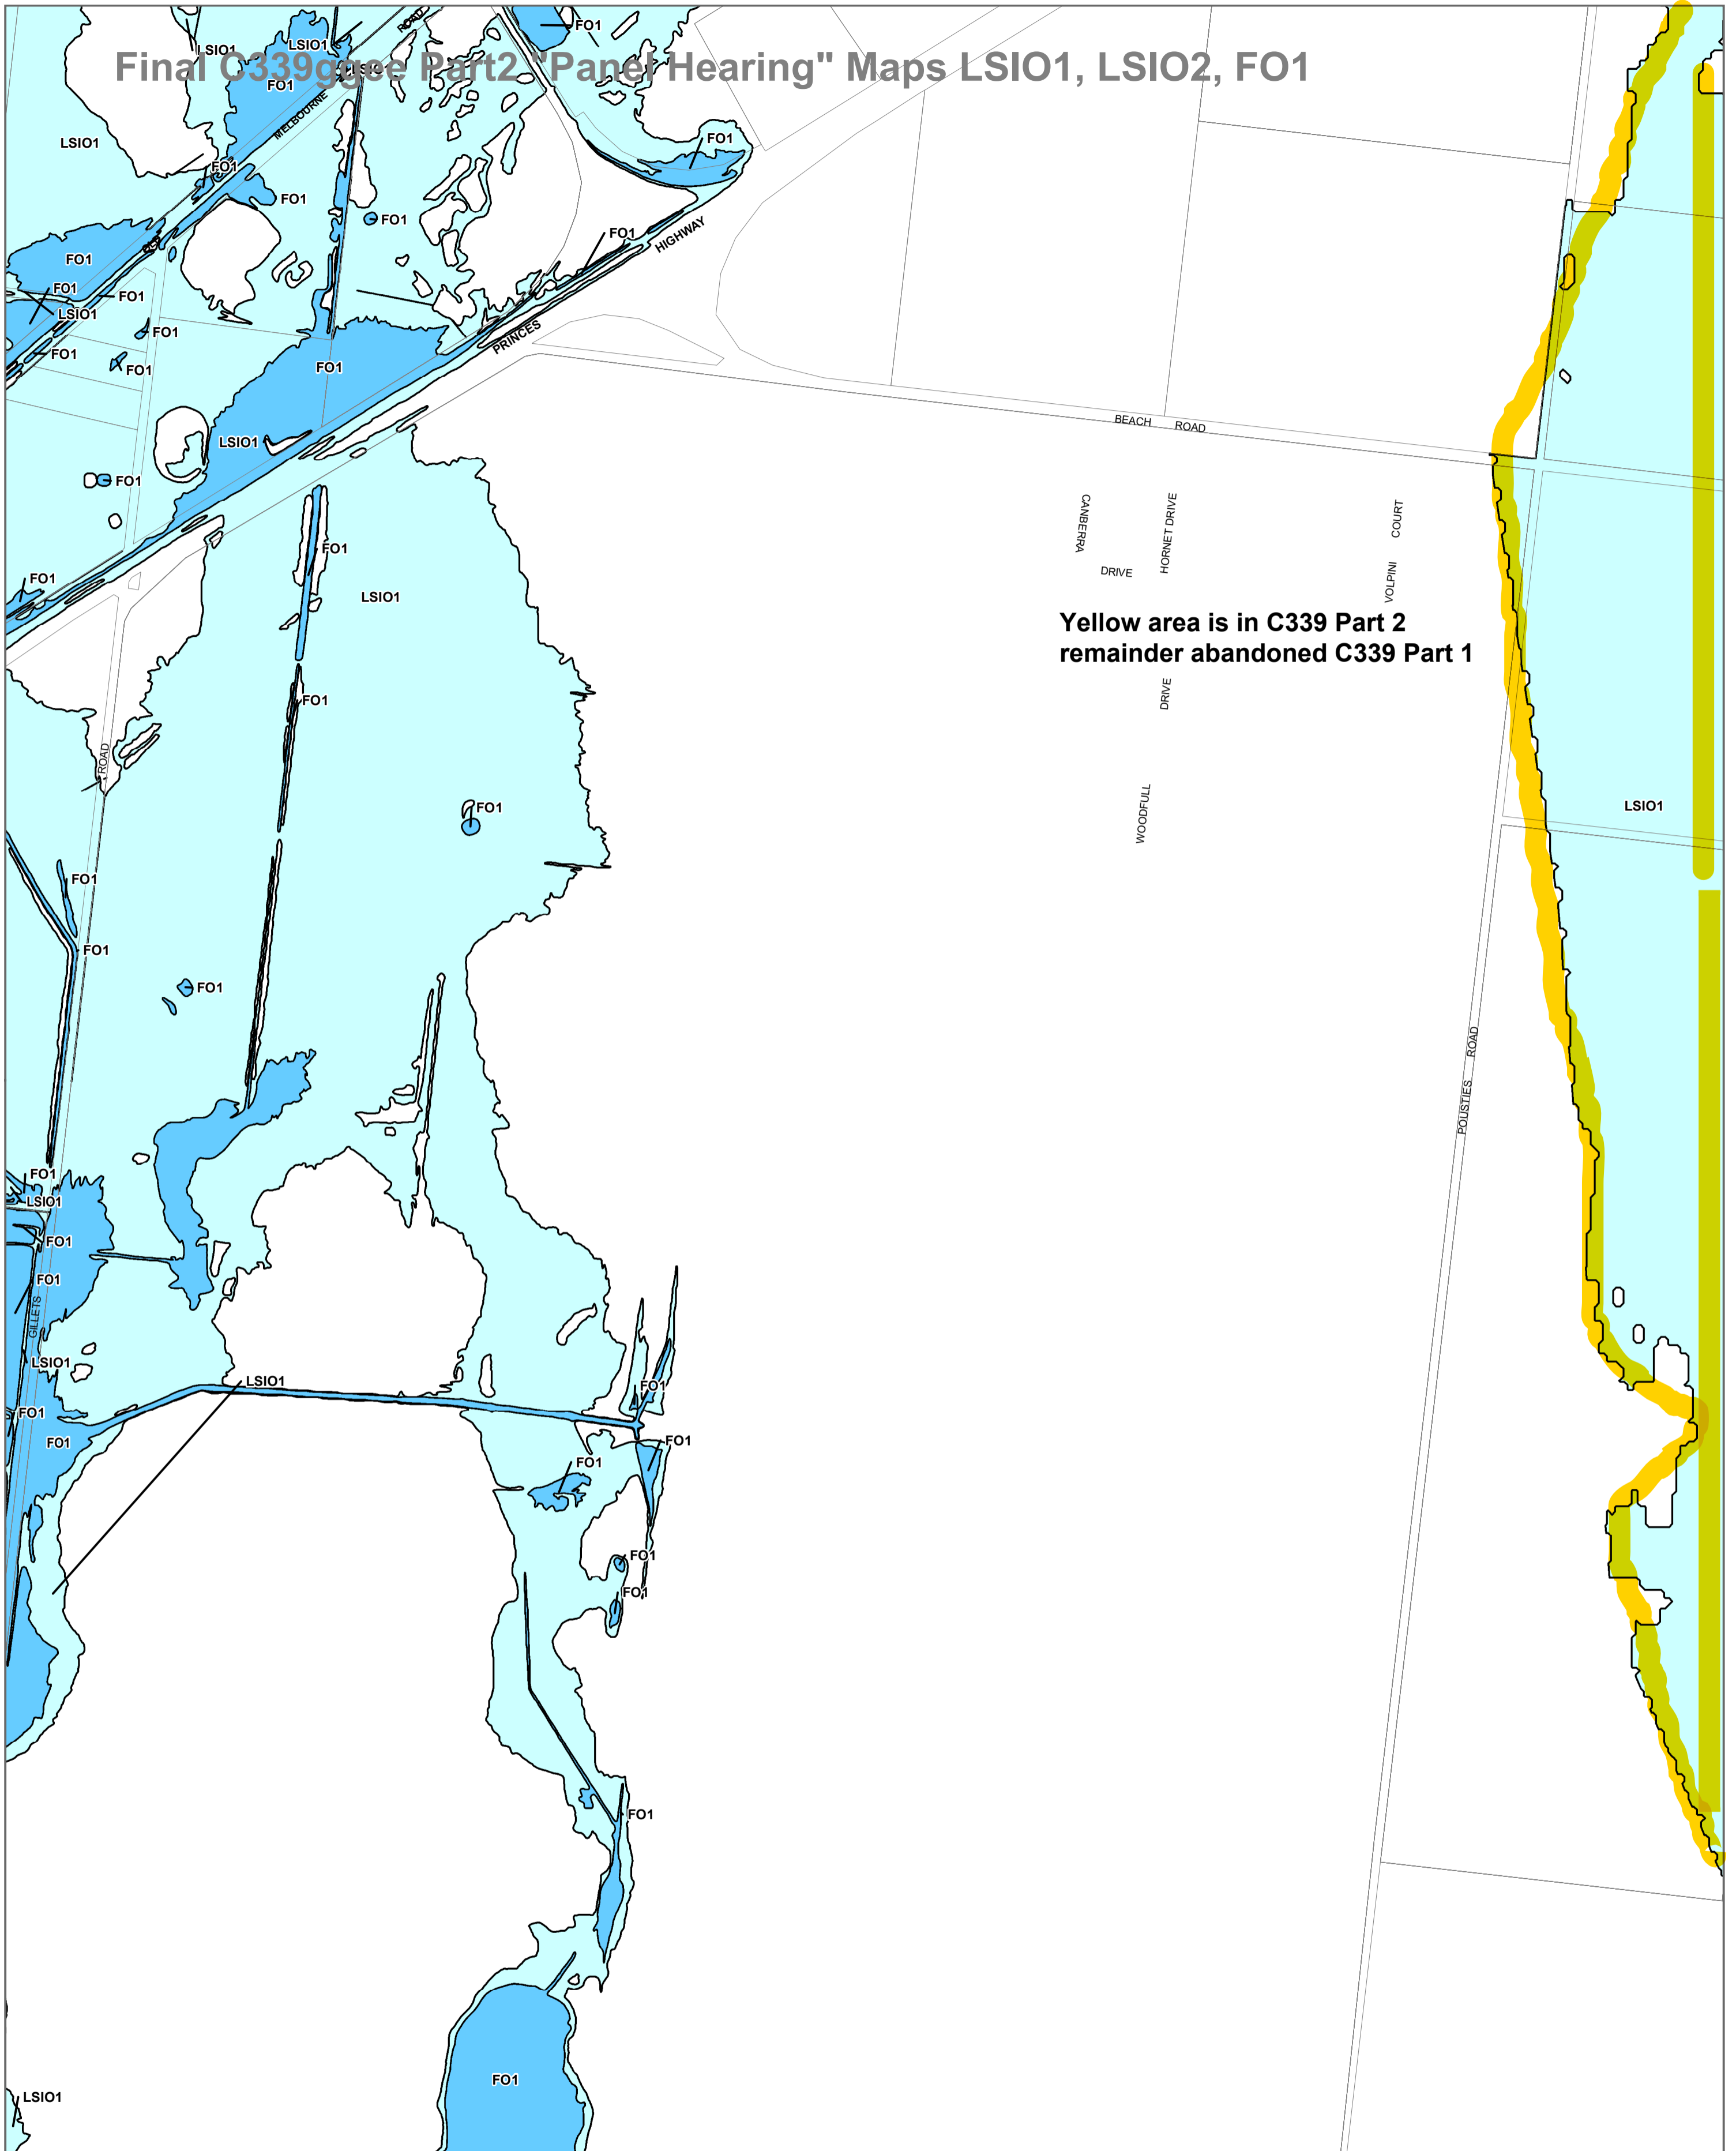 Final C339ggee Part2 "Panel Hearing" Maps LSIO1, LSIO2, FO1
FO1
ROAD
LSIO1
LSIO1
FO1
MELBOURNE
LSIO1
FO1
FO1
FO1
FO1
FO1
HIGHWAY
FO1
FO1
FO1
LSIO1
FO1
FO1
PRINCES
FO1
FO1
FO1
BEACH ROAD
LSIO1
FO1
CANBERRA
DRIVE
HORNET DRIVE
VOLPINI COURT
FO1
FO1
LSIO1
Yellow area is in C339 Part 2
remainder abandoned C339 Part 1
DRIVE
WOODFULL
FO1
ROAD
FO1
LSIO1
FO1
FO1
FO1
POUSTIES ROAD
FO1
LSIO1
FO1
FO1
GILLETS
LSIO1
LSIO1
FO1
FO1
FO1
FO1
FO1
FO1
FO1
FO1
FO1
LSIO1